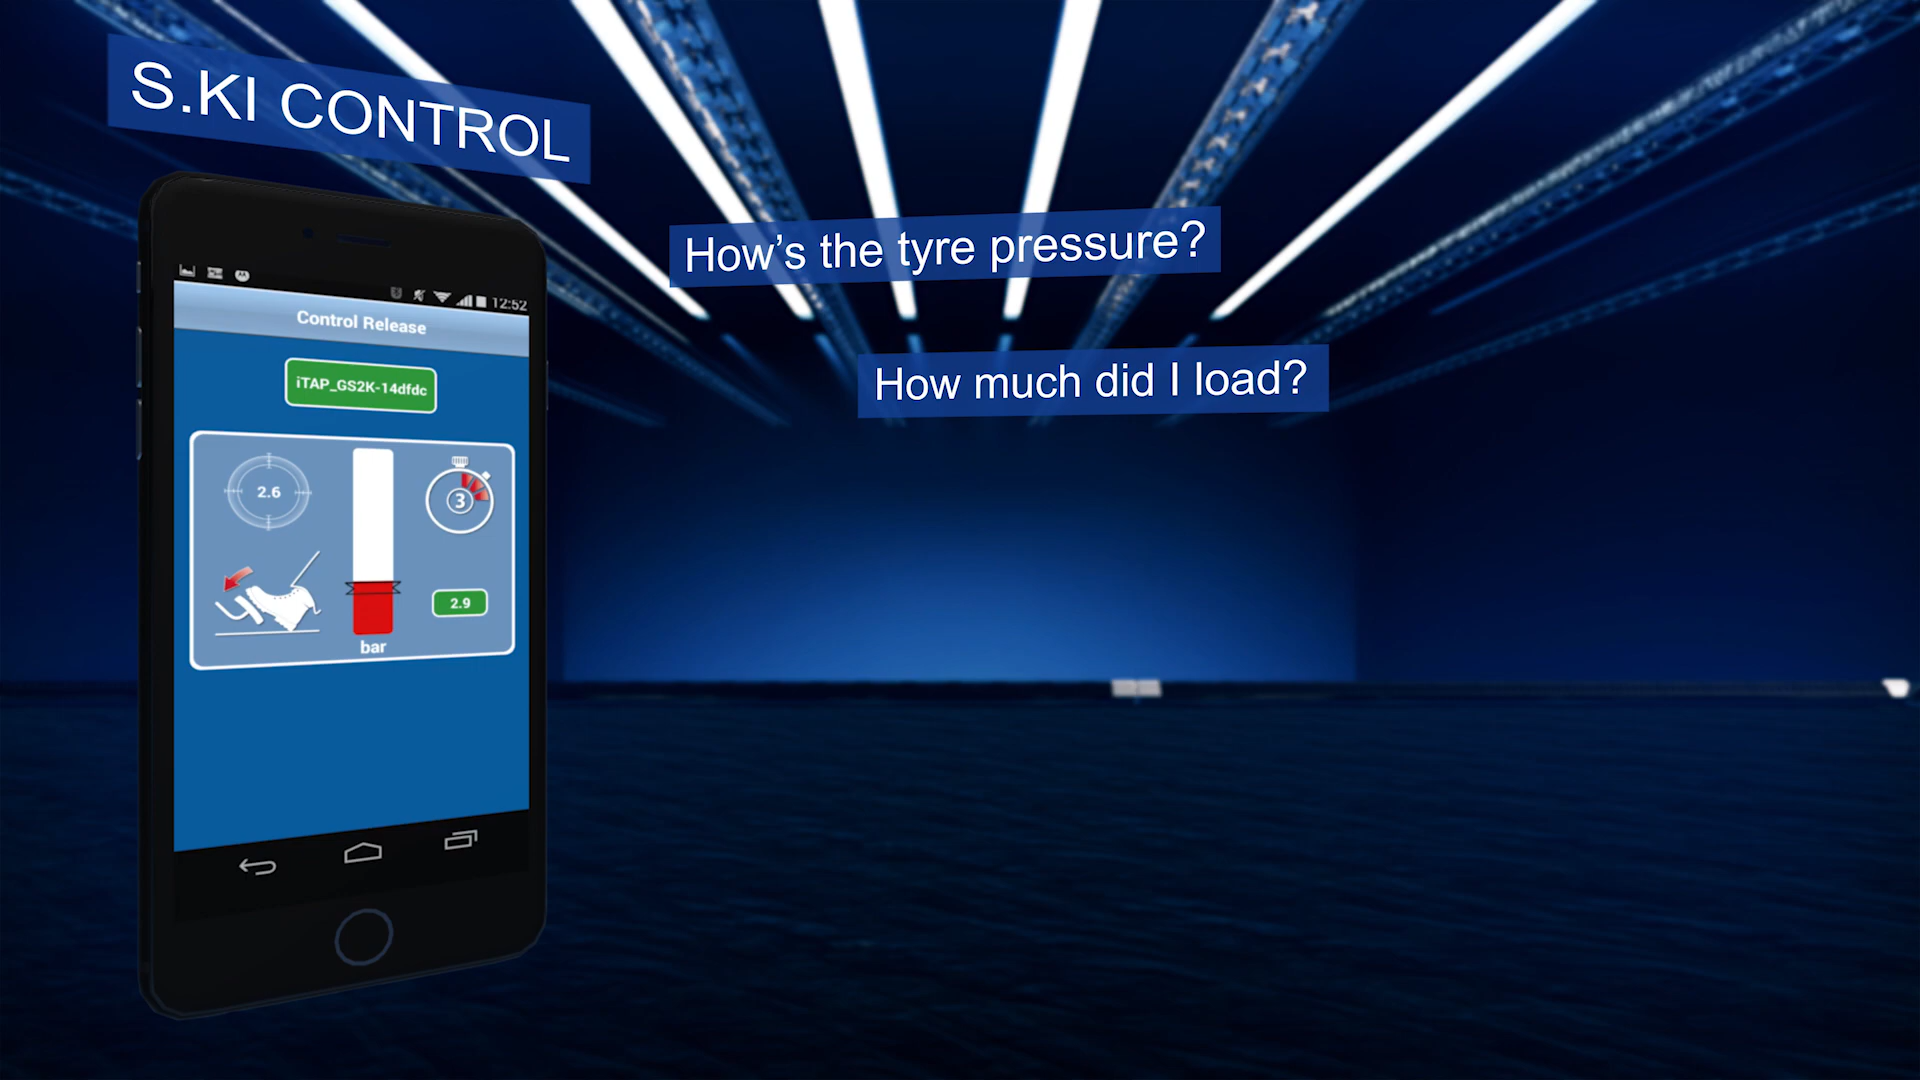 S.KI CONTROL
How's the tyre pressure?
How much did I load?
12:52
Control Release
iTAP_GS2K-14dfdc
2.6
3
2.9
bar